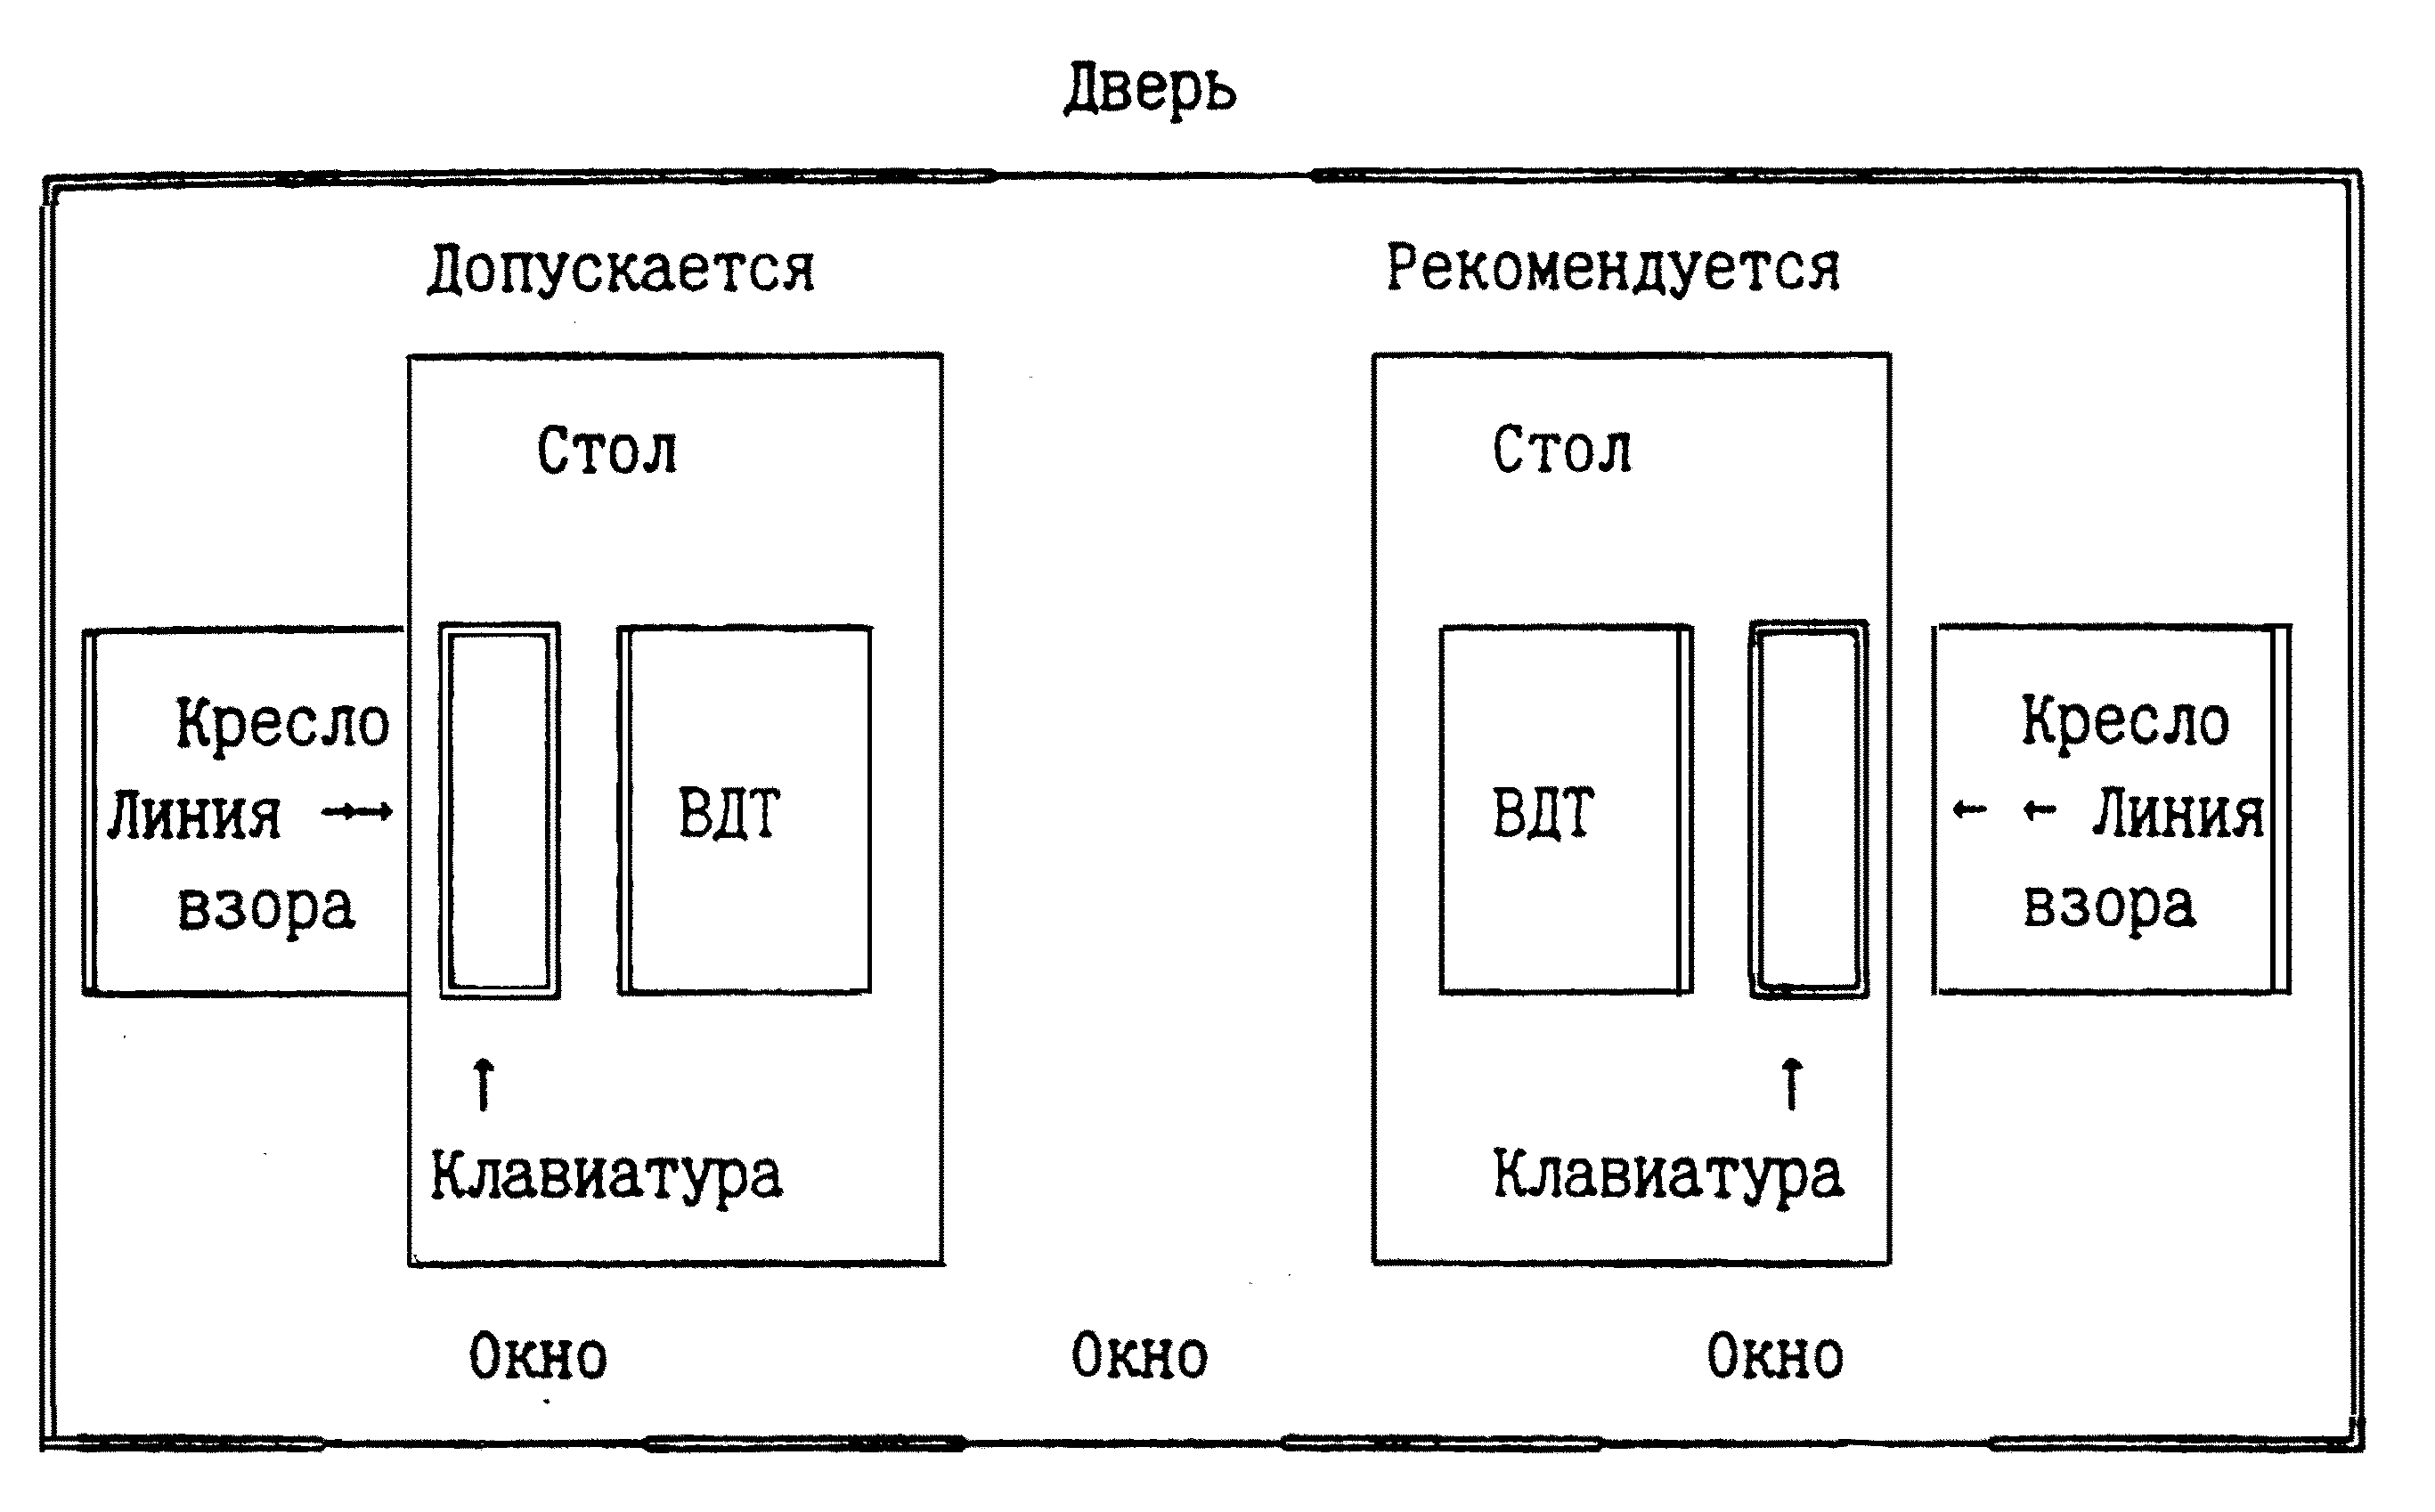 Дверь
Допускается
Рекомендуется
Стол
Стол
Кресло
Линия →→
взора
ВДТ
ВДТ
Кресло
← ← Линия
взора
↑
Клавиатура
↑
Клавиатура
Окно
Окно
Окно